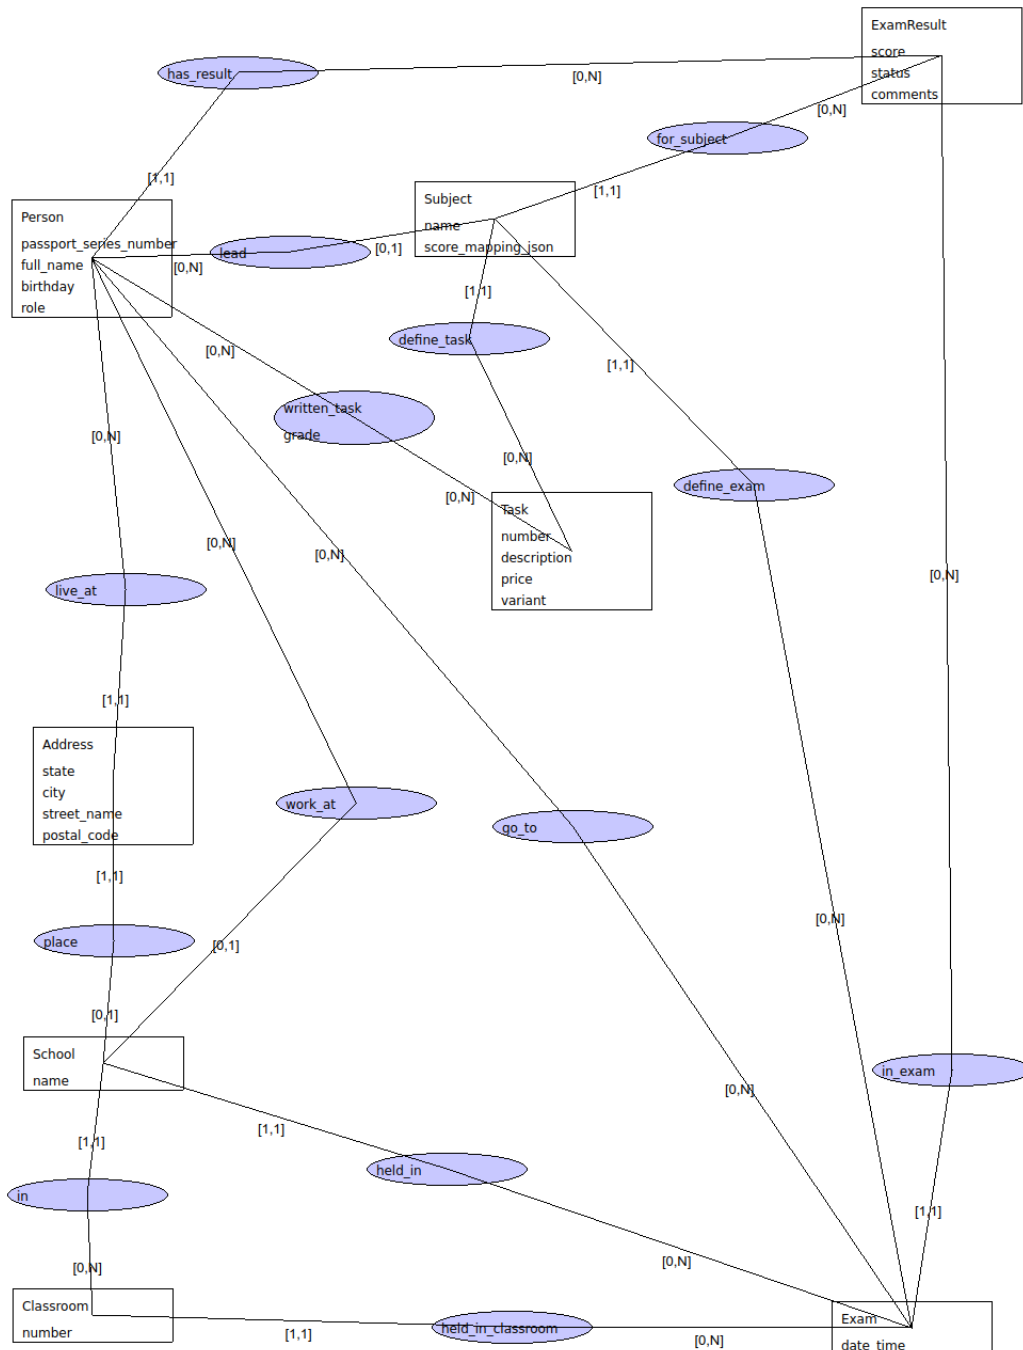 ExamResult
score
status
comments
has_result
[0,N]
[0,N]
for_subject
[1,1]
[1,1]
Subject
name
score_mapping_json
Person
passport_series_number
full_name
birthday
role
lead
[0,1]
[0,N]
[1,1]
define_task
[0,N]
[1,1]
written_task
grade
[0,N]
[0,N]
[0,N]
define_exam
[0,N]
Task
number
description
price
variant
[0,N]
[0,N]
[0,N]
live_at
[1,1]
Address
state
city
street_name
postal_code
work_at
go_to
[1,1]
[0,N]
place
[0,1]
[0,1]
School
name
in_exam
[0,N]
[1,1]
[1,1]
held_in
in
[1,1]
[0,N]
[0,N]
Classroom
number
[1,1]
held_in_classroom
[0,N]
Exam
date_time